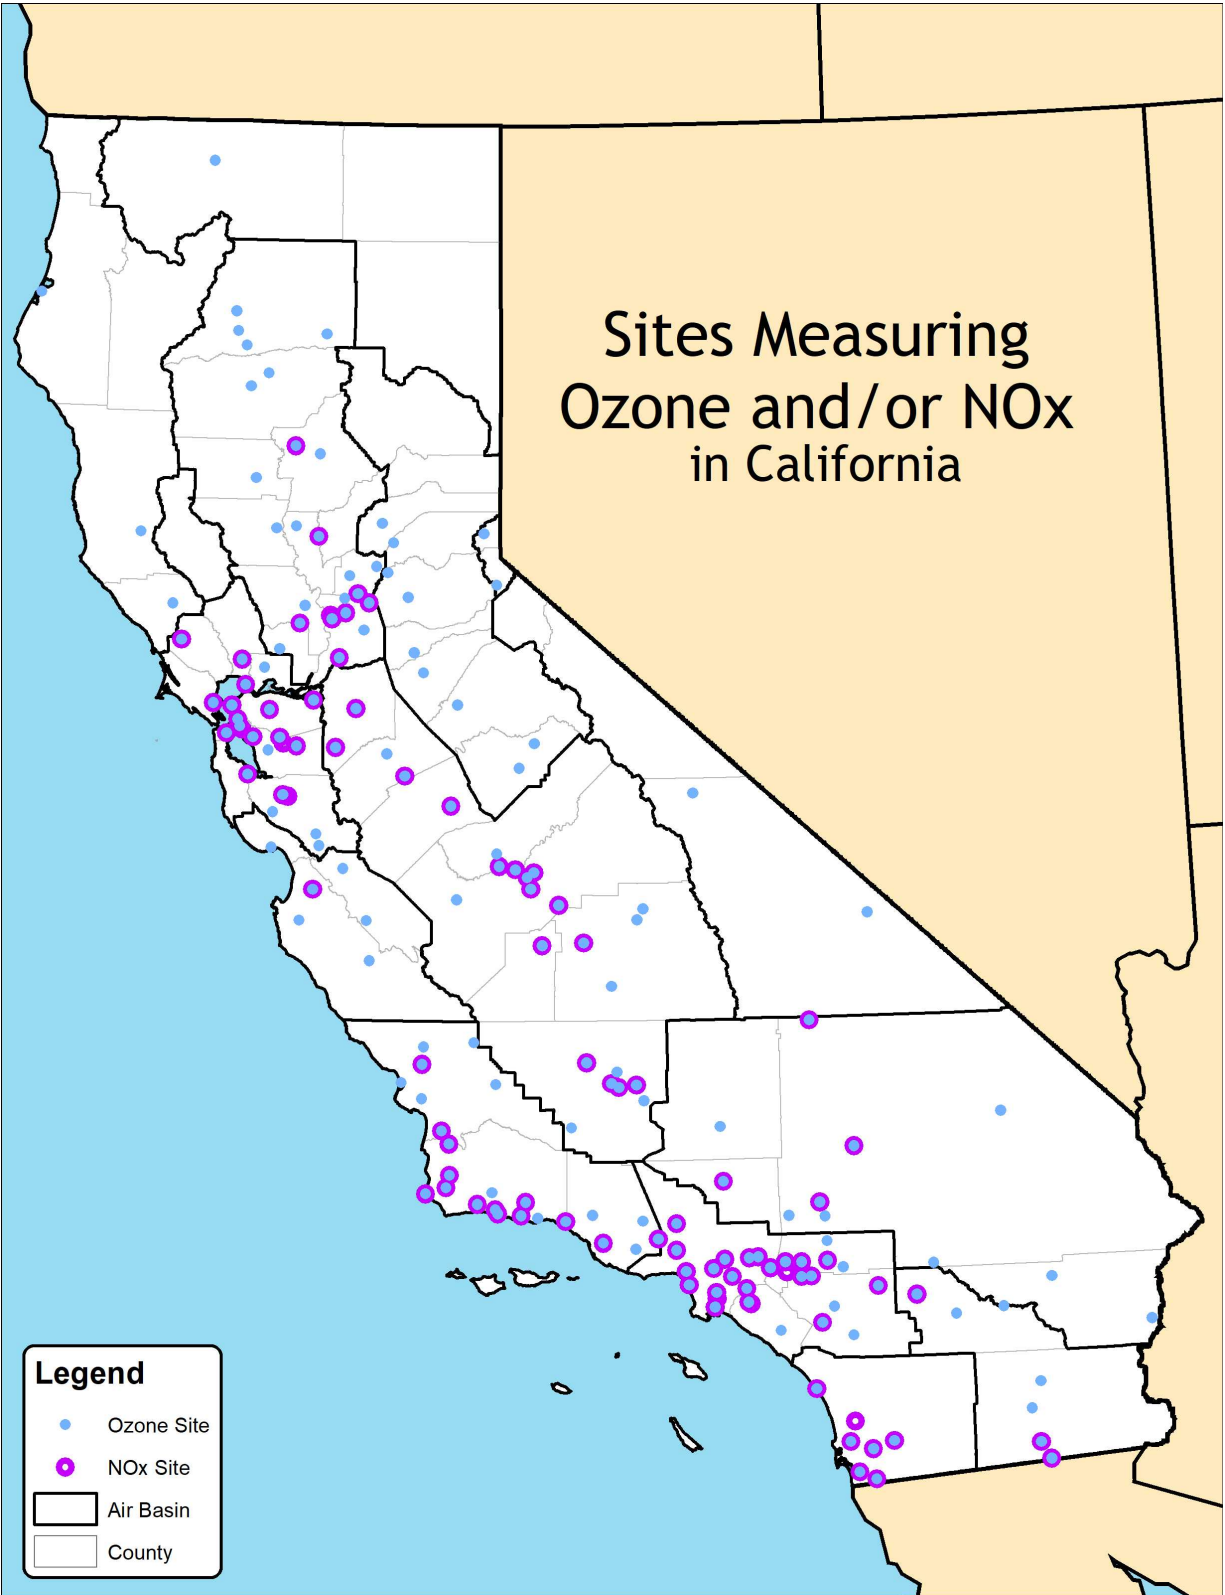 Sites Measuring
Ozone and/or NOx
in California
Legend
Ozone Site
NOx Site
Air Basin
County